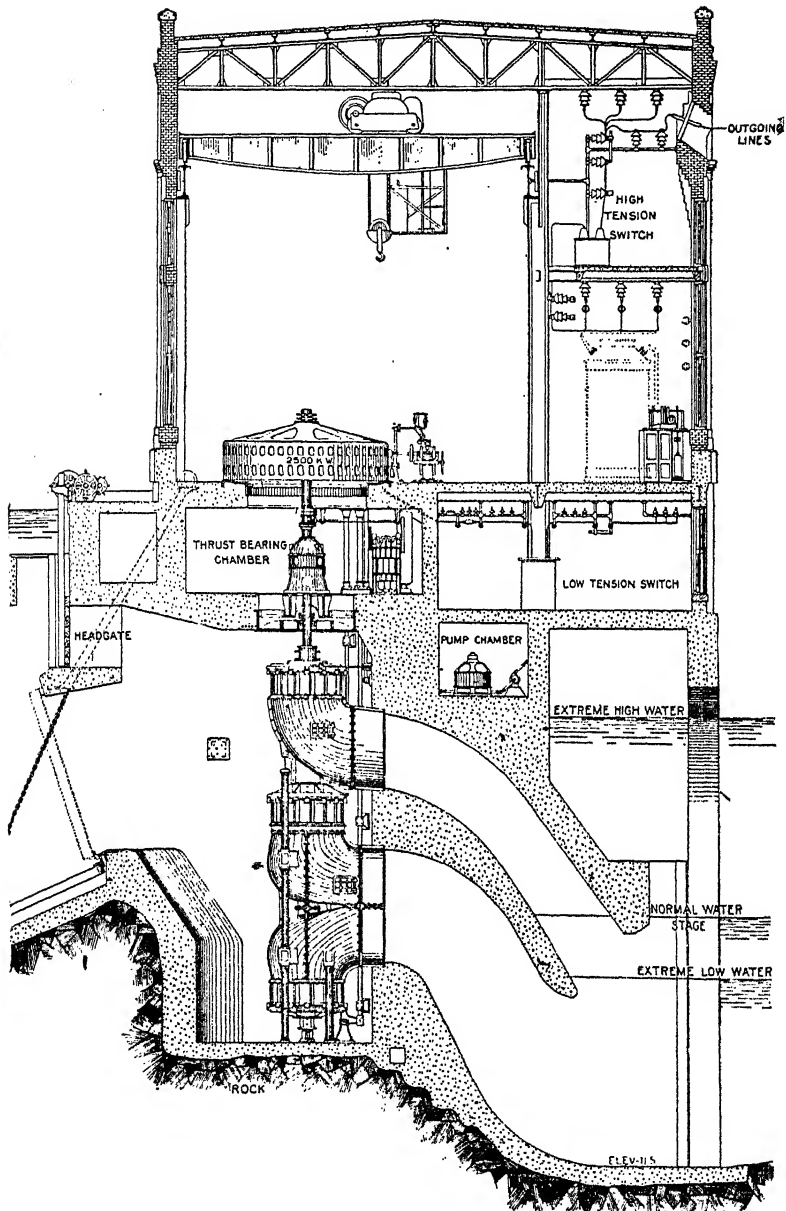 OUTGOING
LINES
HIGH
TENSION
SWITCH
2500 K W.
THRUST BEARING
CHAMBER
LOW TENSION SWITCH
HEADGATE
PUMP CHAMBER
EXTREME HIGH WATER
NORMAL WATER
STAGE
EXTREME LOW WATER
ROCK
ELEV-11.5